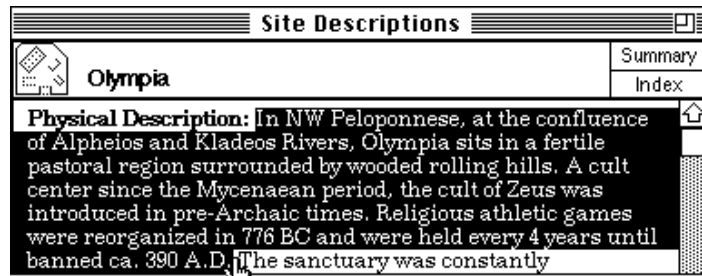 Site Descriptions
Olympia
Summary
Index
Physical Description: In NW Peloponnese, at the confluence
of Alpheios and Kladeos Rivers, Olympia sits in a fertile
pastoral region surrounded by wooded rolling hills. A cult
center since the Mycenaean period, the cult of Zeus was
introduced in pre-Archaic times. Religious athletic games
were reorganized in 776 BC and were held every 4 years until
banned ca. 390 A.D. The sanctuary was constantly